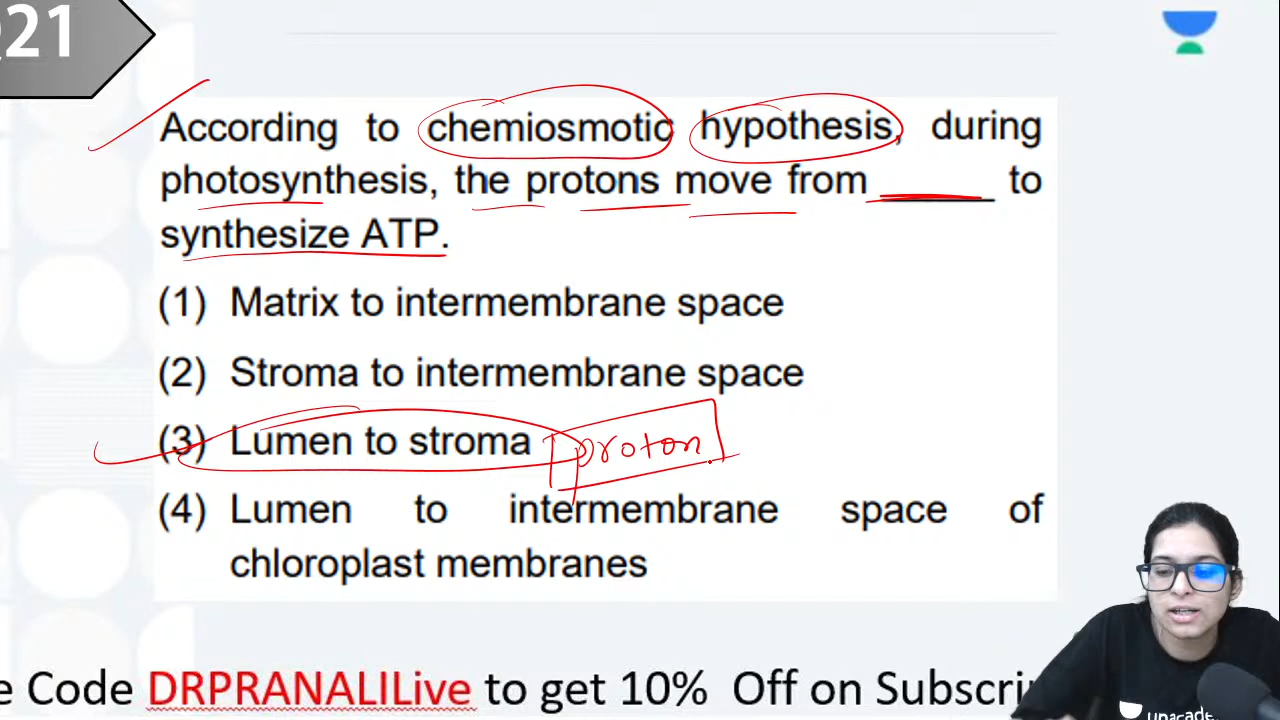 Q21
According to chemiosmotic hypothesis, during
photosynthesis, the protons move from ______ to
synthesize ATP.
(1) Matrix to intermembrane space
(2) Stroma to intermembrane space
(3) Lumen to stroma proton
(4) Lumen to intermembrane space of
chloroplast membranes
e Code DRPRANALILive to get 10% Off on Subscri
unacade